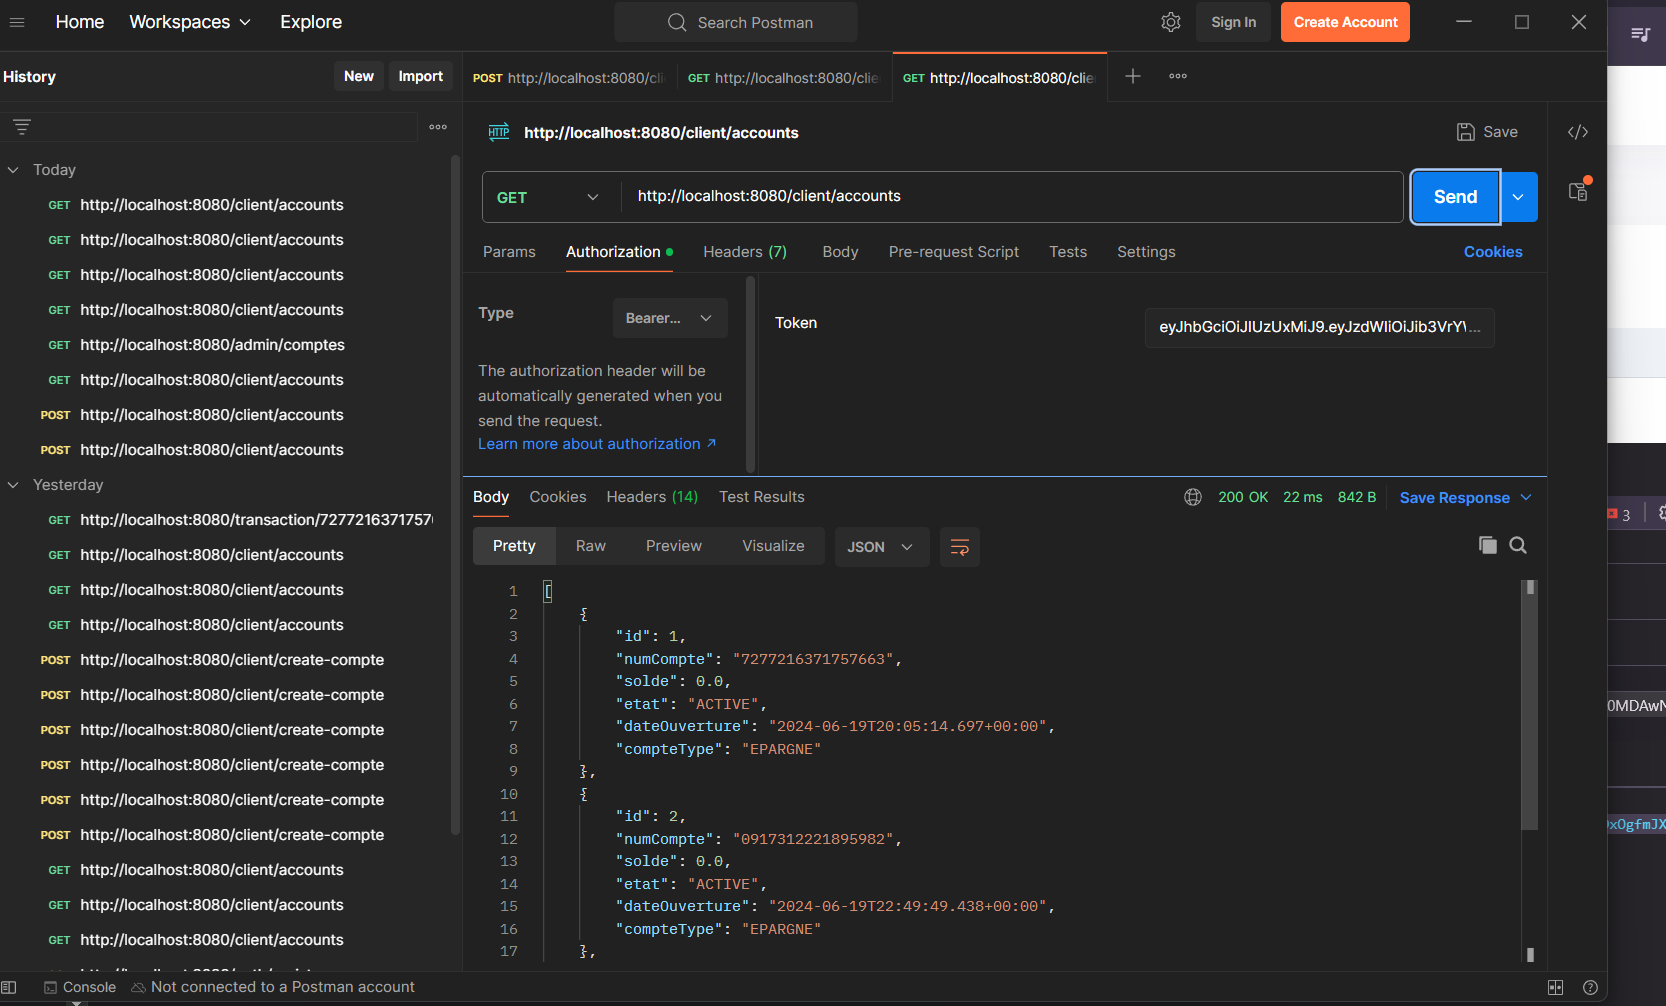 Home Workspaces Explore Search Postman Sign In Create Account
History New Import
POST http://localhost:8080/cli GET http://localhost:8080/clie GET http://localhost:8080/clie
HTTP http://localhost:8080/client/accounts Save
Today
GET http://localhost:8080/client/accounts
GET http://localhost:8080/client/accounts
GET http://localhost:8080/client/accounts
GET http://localhost:8080/client/accounts
GET http://localhost:8080/admin/comptes
GET http://localhost:8080/client/accounts
POST http://localhost:8080/client/accounts
POST http://localhost:8080/client/accounts
Yesterday
GET http://localhost:8080/transaction/7277216371757
GET http://localhost:8080/client/accounts
GET http://localhost:8080/client/accounts
GET http://localhost:8080/client/accounts
POST http://localhost:8080/client/create-compte
POST http://localhost:8080/client/create-compte
POST http://localhost:8080/client/create-compte
POST http://localhost:8080/client/create-compte
POST http://localhost:8080/client/create-compte
POST http://localhost:8080/client/create-compte
GET http://localhost:8080/client/accounts
GET http://localhost:8080/client/accounts
GET http://localhost:8080/client/accounts
GET http://localhost:8080/client/accounts Send
Params Authorization Headers (7) Body Pre-request Script Tests Settings Cookies
Type Bearer...
The authorization header will be
automatically generated when you
send the request.
Learn more about authorization ↗
Token eyJhbGciOiJIUzUxMiJ9.eyJzdWIiOiJib3VrY\...
Body Cookies Headers (14) Test Results 200 OK 22 ms 842 B Save Response
Pretty Raw Preview Visualize JSON
1 [
2 {
3 "id": 1,
4 "numCompte": "7277216371757663",
5 "solde": 0.0,
6 "etat": "ACTIVE",
7 "dateOuverture": "2024-06-19T20:05:14.697+00:00",
8 "compteType": "EPARGNE"
9 },
10 {
11 "id": 2,
12 "numCompte": "0917312221895982",
13 "solde": 0.0,
14 "etat": "ACTIVE",
15 "dateOuverture": "2024-06-19T22:49:49.438+00:00",
16 "compteType": "EPARGNE"
17 },
Console Not connected to a Postman account
3
0MDAwN
xOgfmJX